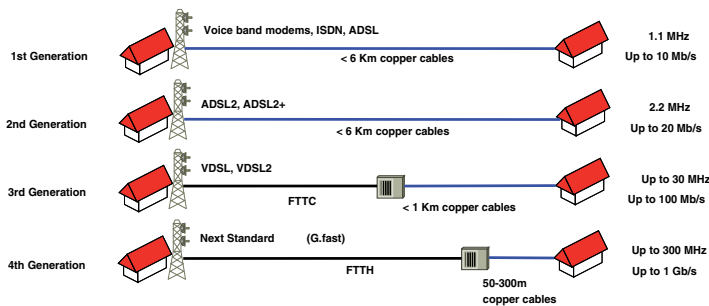 1st Generation
Voice band modems, ISDN, ADSL
< 6 Km copper cables
1.1 MHz
Up to 10 Mb/s
2nd Generation
ADSL2, ADSL2+
< 6 Km copper cables
2.2 MHz
Up to 20 Mb/s
3rd Generation
VDSL, VDSL2
FTTC
< 1 Km copper cables
Up to 30 MHz
Up to 100 Mb/s
4th Generation
Next Standard (G.fast)
FTTH
50-300m
copper cables
Up to 300 MHz
Up to 1 Gb/s